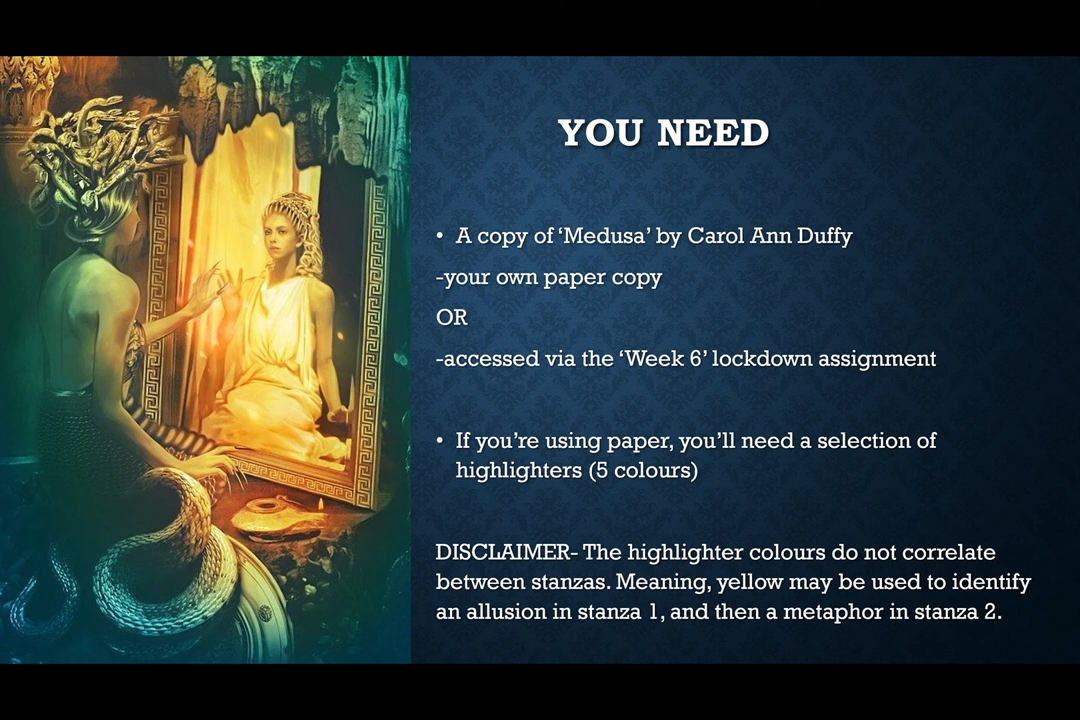 YOU NEED
• A copy of ‘Medusa’ by Carol Ann Duffy
-your own paper copy
OR
-accessed via the ‘Week 6’ lockdown assignment
• If you’re using paper, you’ll need a selection of
highlighters (5 colours)
DISCLAIMER- The highlighter colours do not correlate
between stanzas. Meaning, yellow may be used to identify
an allusion in stanza 1, and then a metaphor in stanza 2.